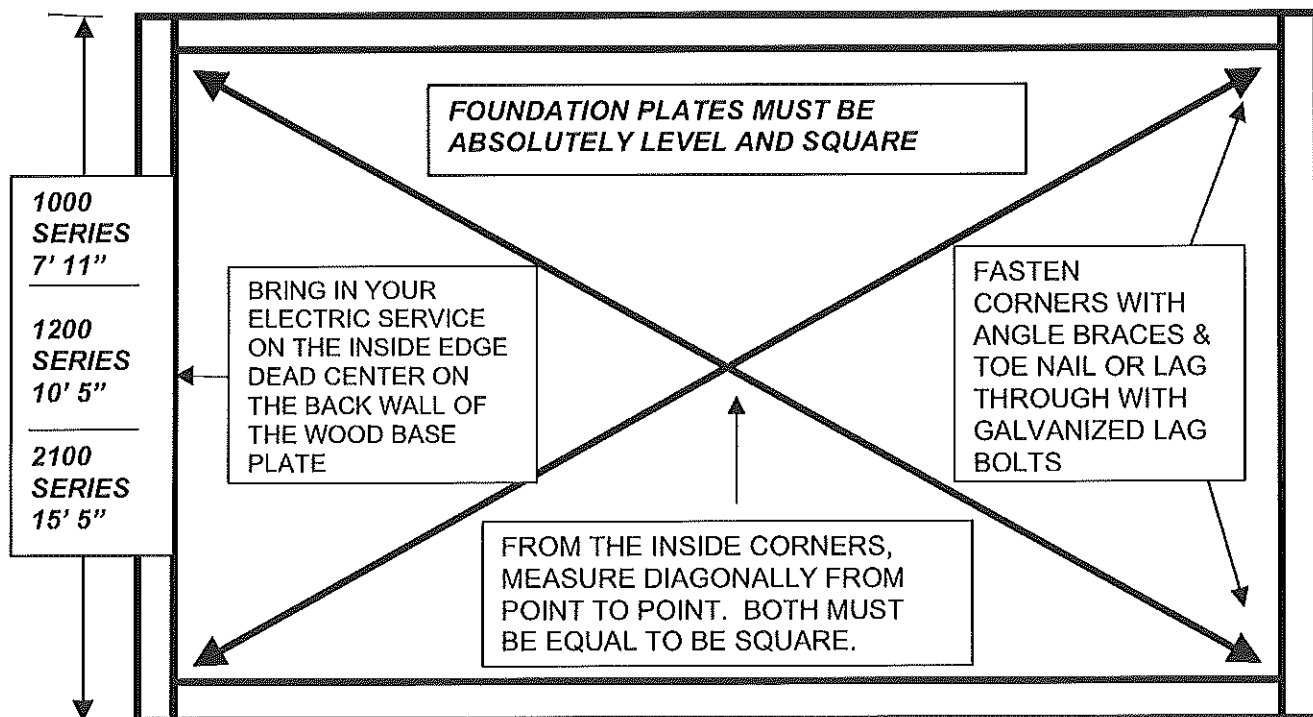 FOUNDATION PLATES MUST BE
ABSOLUTELY LEVEL AND SQUARE
1000
SERIES
7' 11"
1200
SERIES
10' 5"
2100
SERIES
15' 5"
BRING IN YOUR
ELECTRIC SERVICE
ON THE INSIDE EDGE
DEAD CENTER ON
THE BACK WALL OF
THE WOOD BASE
PLATE
FASTEN
CORNERS WITH
ANGLE BRACES &
TOE NAIL OR LAG
THROUGH WITH
GALVANIZED LAG
BOLTS
FROM THE INSIDE CORNERS,
MEASURE DIAGONALLY FROM
POINT TO POINT. BOTH MUST
BE EQUAL TO BE SQUARE.